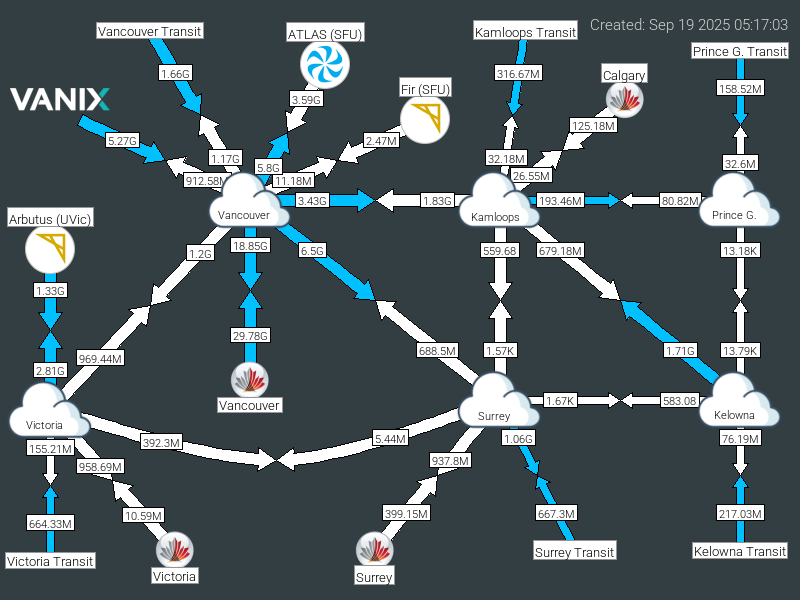 Created: Sep 19 2025 05:17:03
Vancouver Transit
ATLAS (SFU)
Kamloops Transit
Prince G. Transit
1.66G
316.67M
Calgary
Fir (SFU)
158.52M
VANIX
3.59G
125.18M
5.27G
2.47M
1.17G
32.18M
32.6M
5.8G
26.55M
912.58M
11.18M
3.43G
1.83G
193.46M
80.82M
Vancouver
Kamloops
Prince G.
Arbutus (UVic)
18.85G
6.5G
1.2G
559.68
679.18M
13.18K
1.33G
29.78G
969.44M
688.5M
1.57K
1.71G
13.79K
2.81G
Vancouver
1.67K
583.08
Victoria
Surrey
Kelowna
392.3M
5.44M
1.06G
76.19M
155.21M
958.69M
937.8M
10.59M
399.15M
667.3M
217.03M
664.33M
Victoria Transit
Victoria
Surrey
Surrey Transit
Kelowna Transit